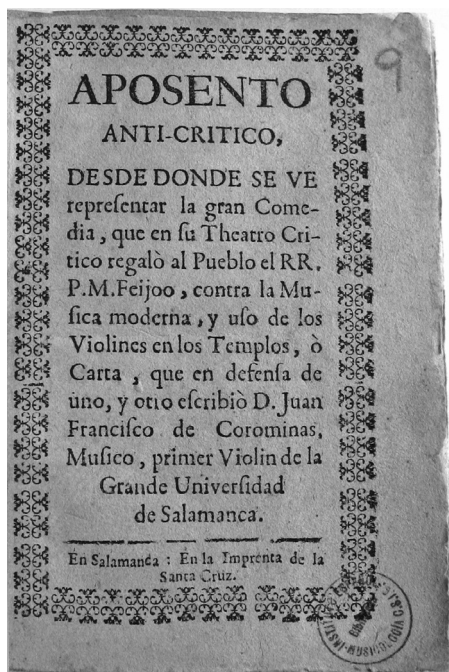 9
APOSENTO
ANTI-CRITICO,
DESDE DONDE SE VE
repreſentar la gran Come-
dia, que en ſu Theatro Cri-
tico regalò al Pueblo el RR.
P.M.Feijoo, contra la Mu-
ſica moderna, y uſo de los
Violines en los Templos, ò
Carta, que en defenſa de
uno, y otro eſcribiò D. Juan
Franciſco de Corominas,
Muſico, primer Violin de la
Grande Univerſidad
de Salamanca.
En Salamanca : En la Imprenta de la
Santa Cruz.